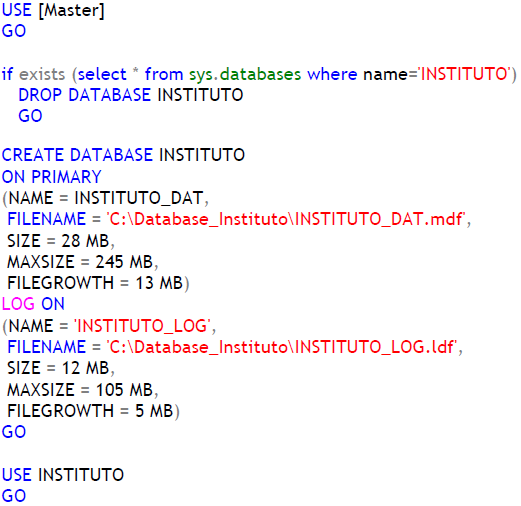 USE [Master]
GO
if exists (select * from sys.databases where name='INSTITUTO')
DROP DATABASE INSTITUTO
GO
CREATE DATABASE INSTITUTO
ON PRIMARY
(NAME = INSTITUTO_DAT,
FILENAME = 'C:\Database_Instituto\INSTITUTO_DAT.mdf',
SIZE = 28 MB,
MAXSIZE = 245 MB,
FILEGROWTH = 13 MB)
LOG ON
(NAME = 'INSTITUTO_LOG',
FILENAME = 'C:\Database_Instituto\INSTITUTO_LOG.ldf',
SIZE = 12 MB,
MAXSIZE = 105 MB,
FILEGROWTH = 5 MB)
GO
USE INSTITUTO
GO